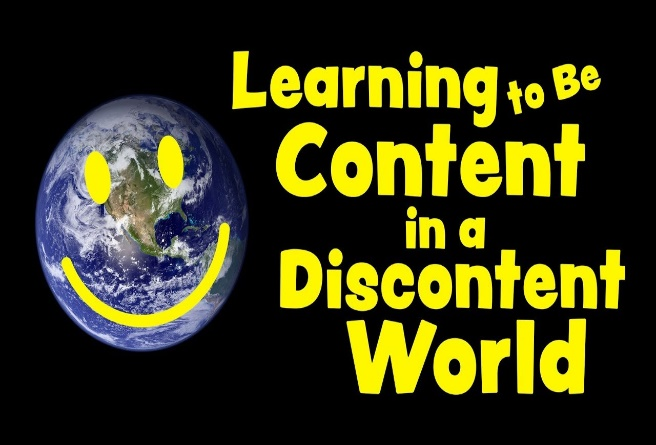 Learning to Be
Content
in a
Discontent
World